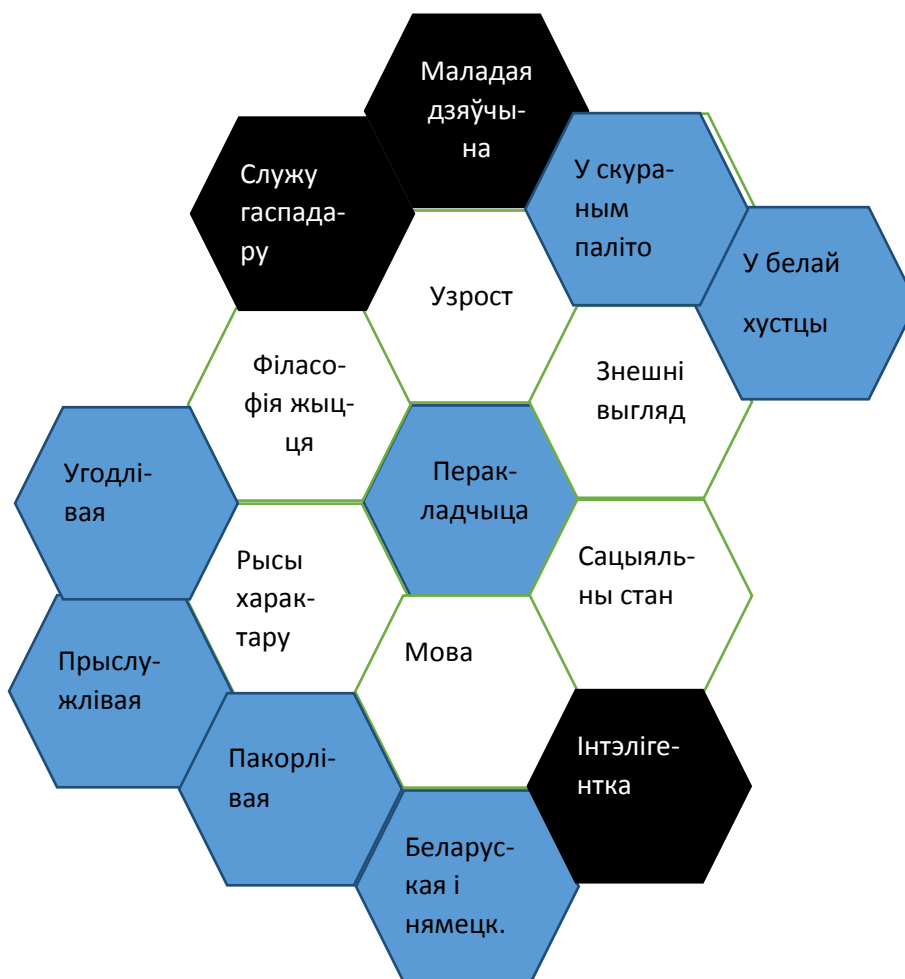 Маладая
дзяўчы-
на
Служу
гаспада-
ру
У скура-
ным
паліто
У белай
хустцы
Узрост
Філасо-
фія жыц-
ця
Знешні
выгляд
Угодлі-
вая
Перак-
ладчыца
Рысы
харак-
тару
Сацыяль-
ны стан
Прыслу-
жлівая
Мова
Пакорлі-
вая
Інтэліге-
нтка
Беларус-
кая і
нямецк.